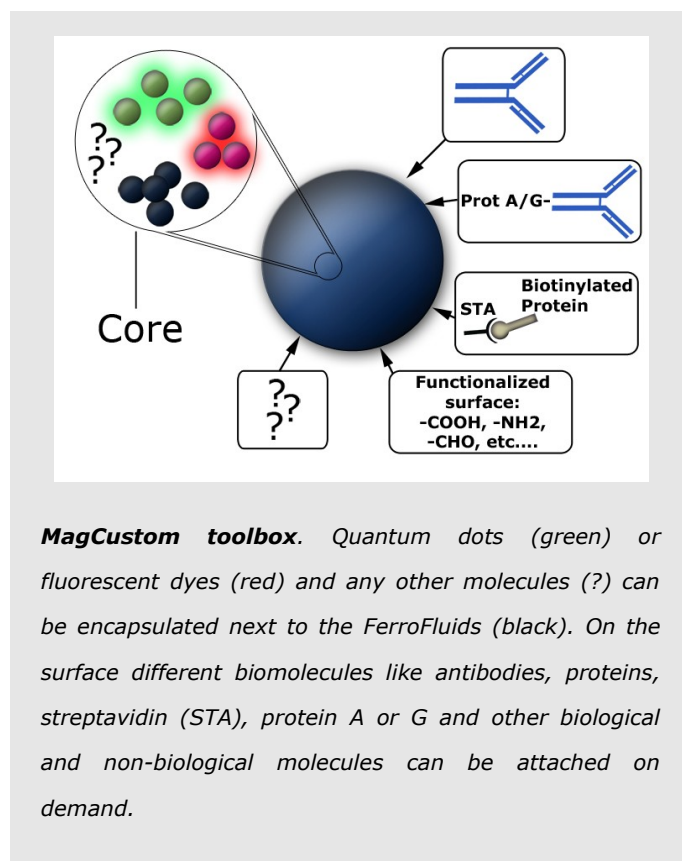 ?
?
?
Core
Prot A/G-
STA
Biotinylated
Protein
Functionalized
surface:
-COOH, -NH2,
-CHO, etc....
?
?
?
MagCustom toolbox. Quantum dots (green) or
fluorescent dyes (red) and any other molecules (?) can
be encapsulated next to the FerroFluids (black). On the
surface different biomolecules like antibodies, proteins,
streptavidin (STA), protein A or G and other biological
and non-biological molecules can be attached on
demand.